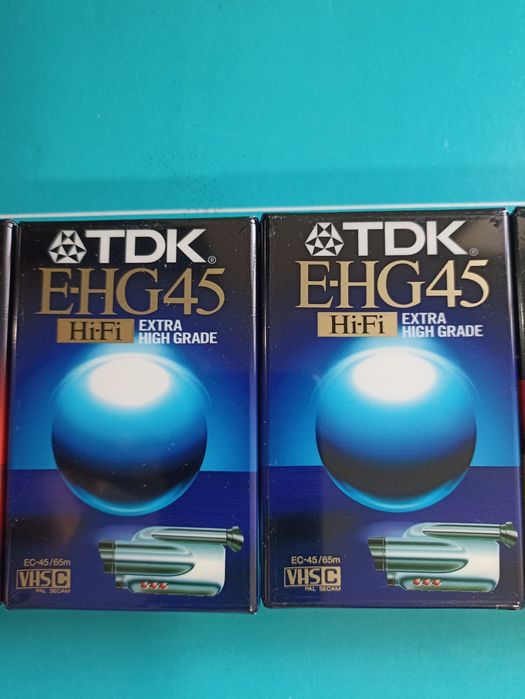 TDK®
E-HG45
Hi-Fi EXTRA
HIGH GRADE
EC-45/65m
VHS C
PAL SECAM
TDK®
E-HG45
Hi-Fi EXTRA
HIGH GRADE
EC-45/65m
VHS C
PAL SECAM